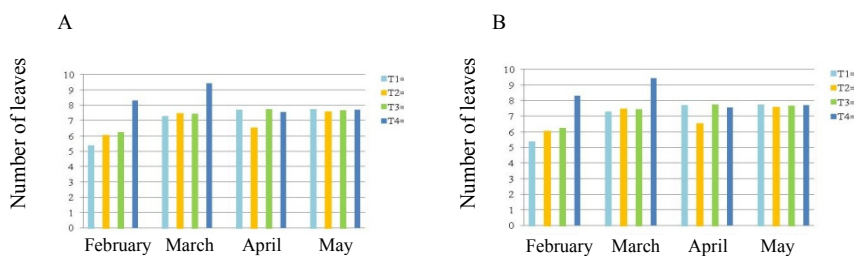 A
Number of leaves
10
9
8
7
6
5
4
3
2
1
0
February March April May
T1=
T2=
T3=
T4=
B
Number of leaves
10
9
8
7
6
5
4
3
2
1
0
February March April May
T1=
T2=
T3=
T4=